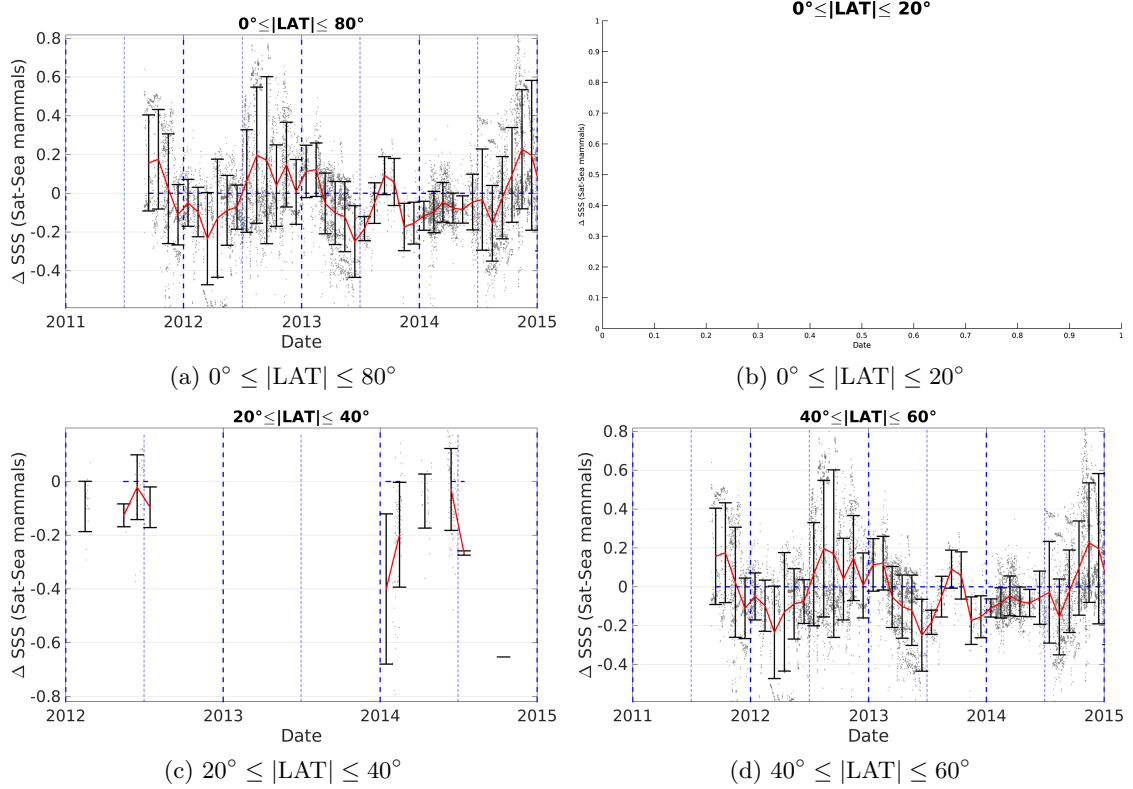 0°≤|LAT|≤ 80°
Δ SSS (Sat-Sea mammals)
0.8
0.6
0.4
0.2
0
-0.2
-0.4
2011 2012 2013 2014 2015
Date
(a) 0° ≤ |LAT| ≤ 80°
0°≤|LAT|≤ 20°
Δ SSS (Sat-Sea mammals)
1
0.9
0.8
0.7
0.6
0.5
0.4
0.3
0.2
0.1
0
0 0.1 0.2 0.3 0.4 0.5 0.6 0.7 0.8 0.9 1
Date
(b) 0° ≤ |LAT| ≤ 20°
20°≤|LAT|≤ 40°
Δ SSS (Sat-Sea mammals)
0
-0.2
-0.4
-0.6
-0.8
2012 2013 2014 2015
Date
(c) 20° ≤ |LAT| ≤ 40°
40°≤|LAT|≤ 60°
Δ SSS (Sat-Sea mammals)
0.8
0.6
0.4
0.2
0
-0.2
-0.4
2011 2012 2013 2014 2015
Date
(d) 40° ≤ |LAT| ≤ 60°